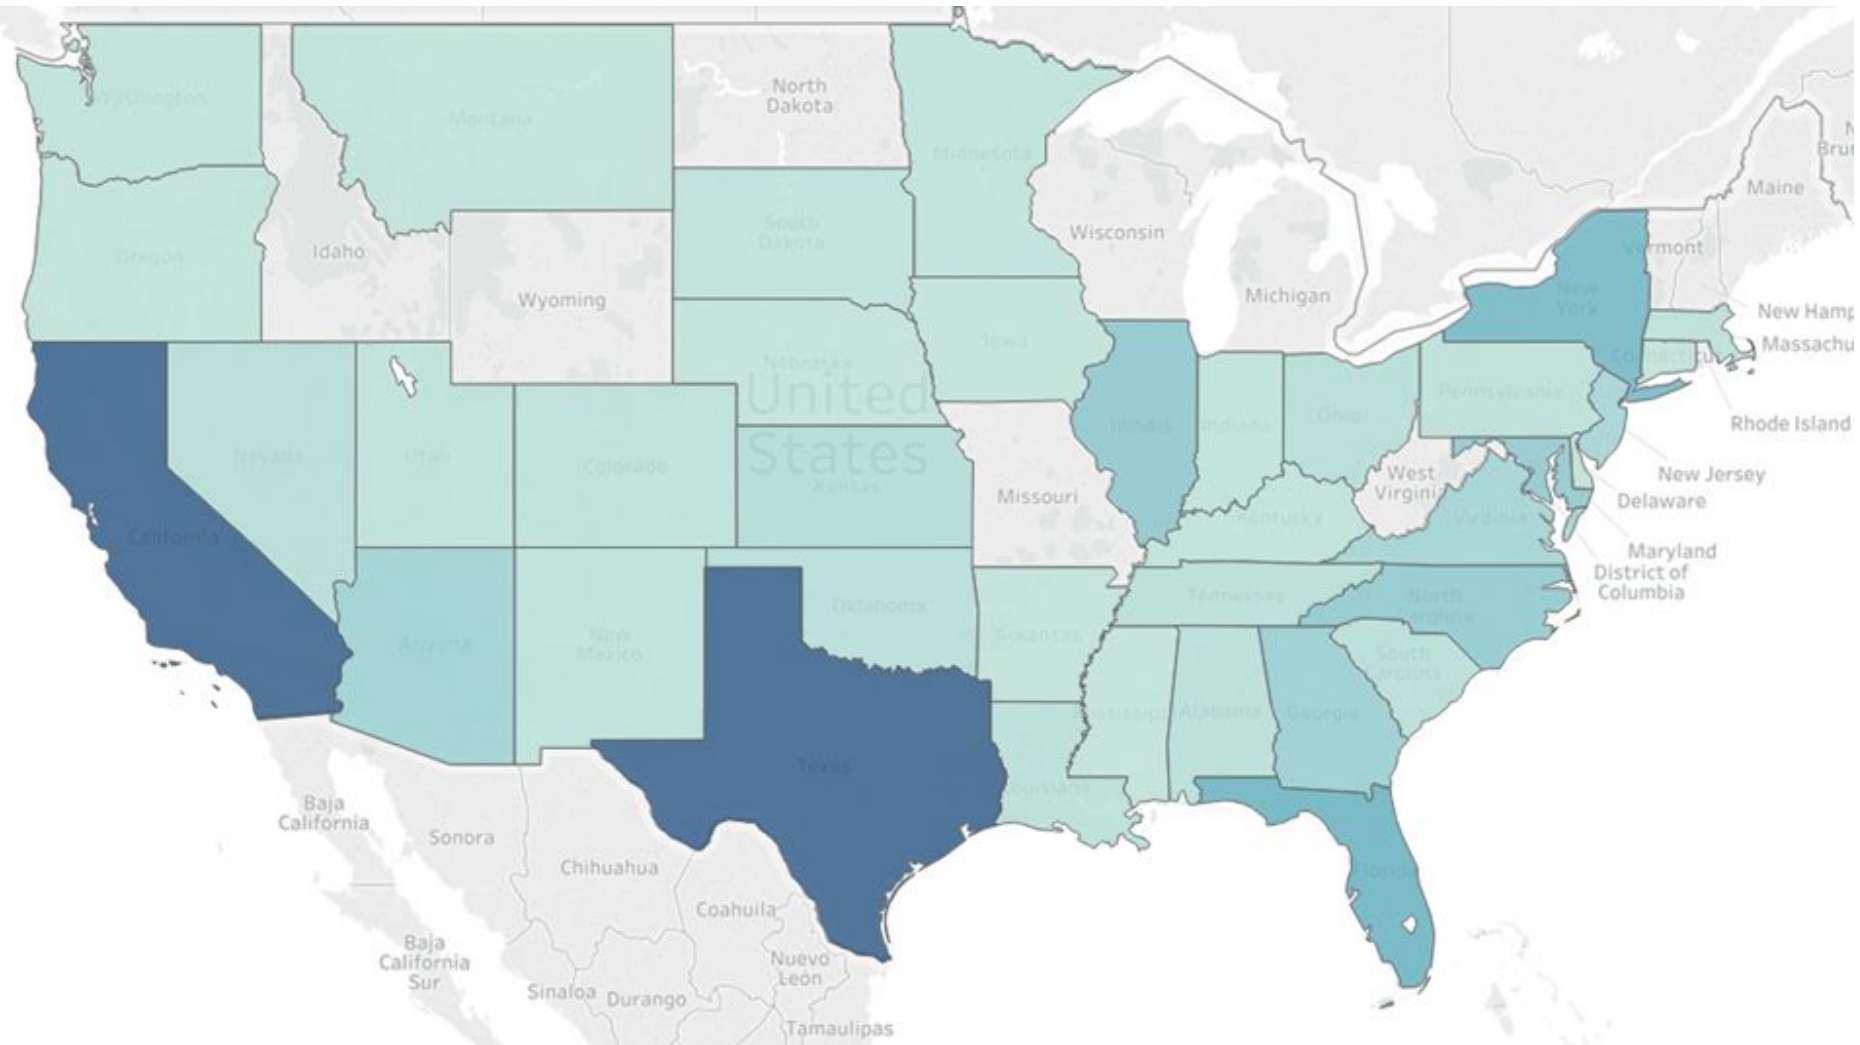 Washington
Montana
North
Dakota
Minnesota
N
Brun
Maine
Oregon
Idaho
South
Dakota
Wisconsin
Vermont
Wyoming
Michigan
New
York
New Hamp
Massachu
Connecticu
Iowa
Nebraska
United
States
Kansas
Pennsylvania
Rhode Island
Nevada
Utah
Colorado
Illinois
Indiana
Ohio
Missouri
West
Virgini
New Jersey
Delaware
California
Kentucky
Virginia
Maryland
District of
Columbia
Arizona
New
Mexico
Oklahoma
Arkansas
Tennessee
North
Carolina
South
Carolina
Mississippi
Alabama
Georgia
Texas
Louisiana
Florida
Baja
California
Sonora
Chihuahua
Coahuila
Baja
California
Sur
Nuevo
León
Sinaloa
Durango
Tamaulipas